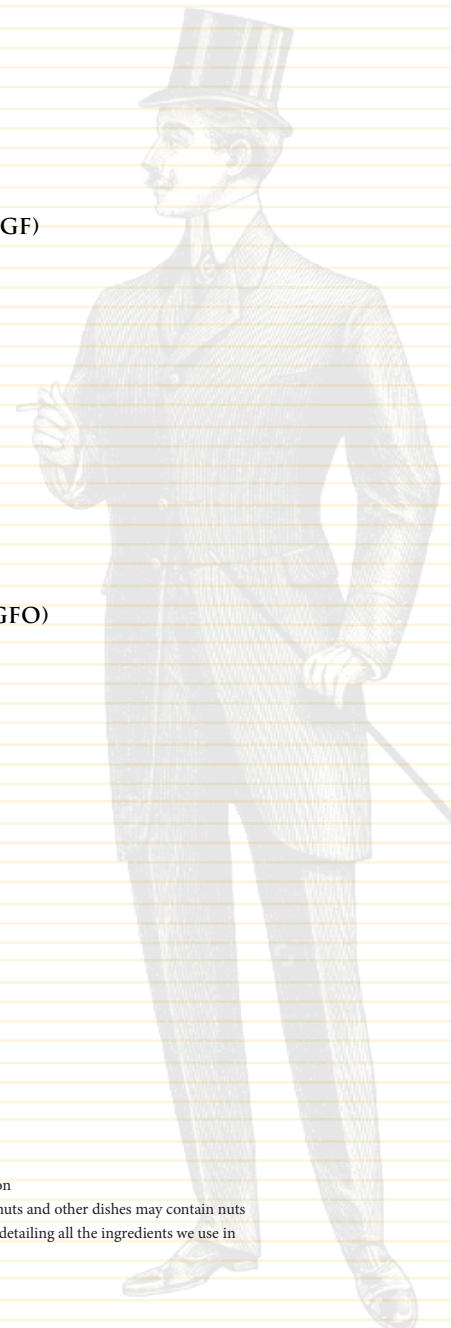 GF)
GFO)
on
nuts and other dishes may contain nuts
detailing all the ingredients we use in